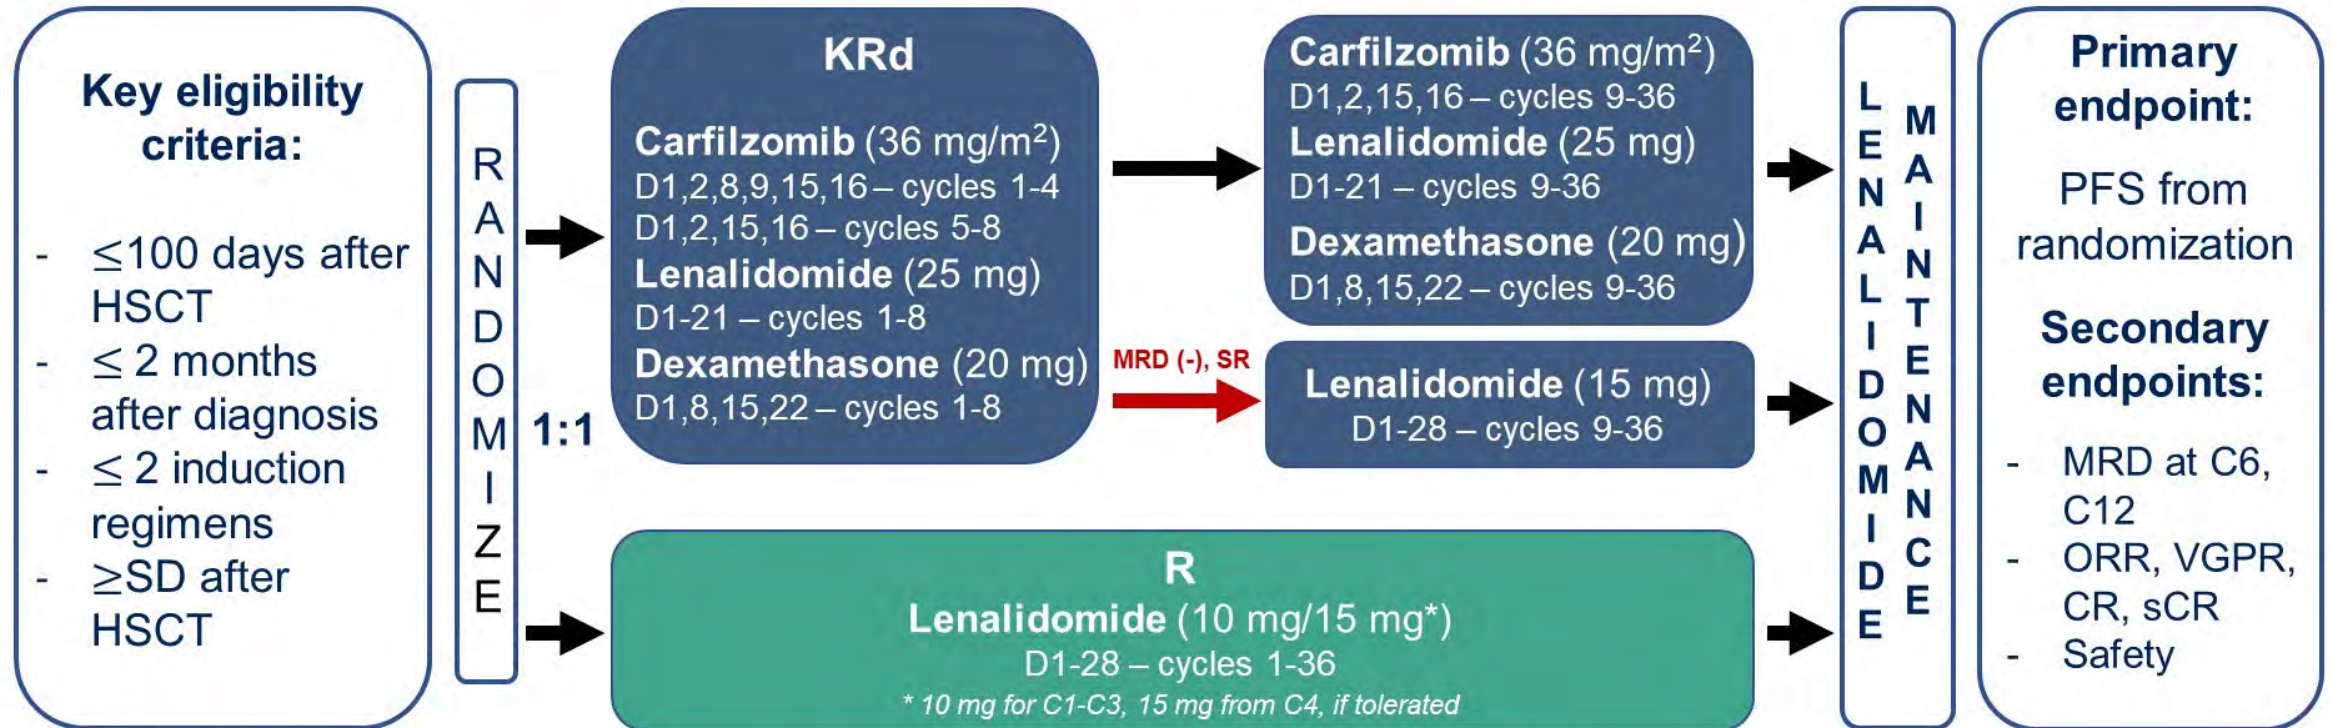 Key eligibility
criteria:
- ≤100 days after
HSCT
- ≤ 2 months
after diagnosis
- ≤ 2 induction
regimens
- ≥SD after
HSCT
RANDOMIZE
1:1
KRd
Carfilzomib (36 mg/m²)
D1,2,8,9,15,16 – cycles 1-4
D1,2,15,16 – cycles 5-8
Lenalidomide (25 mg)
D1-21 – cycles 1-8
Dexamethasone (20 mg)
D1,8,15,22 – cycles 1-8
Carfilzomib (36 mg/m²)
D1,2,15,16 – cycles 9-36
Lenalidomide (25 mg)
D1-21 – cycles 9-36
Dexamethasone (20 mg)
D1,8,15,22 – cycles 9-36
MRD (-), SR
Lenalidomide (15 mg)
D1-28 – cycles 9-36
R
Lenalidomide (10 mg/15 mg*)
D1-28 – cycles 1-36
* 10 mg for C1-C3, 15 mg from C4, if tolerated
LENALIDOMIDE
MAINTENANCE
Primary
endpoint:
PFS from
randomization
Secondary
endpoints:
- MRD at C6,
C12
- ORR, VGPR,
CR, sCR
- Safety